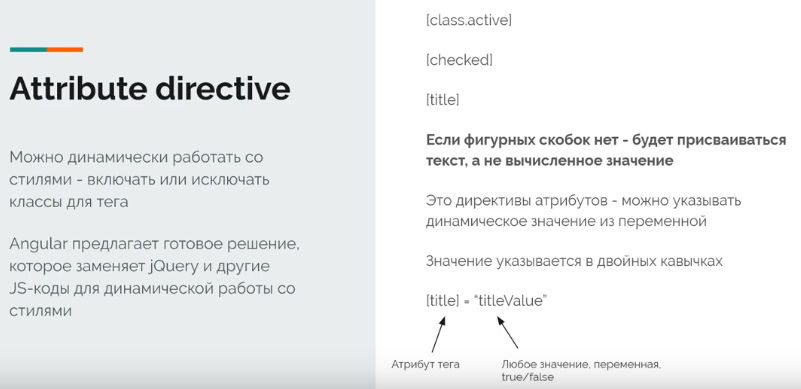 Attribute directive
Можно динамически работать со
стилями - включать или исключать
классы для тега
Angular предлагает готовое решение,
которое заменяет jQuery и другие
JS-коды для динамической работы со
стилями
[class.active]
[checked]
[title]
Если фигурных скобок нет - будет присваиваться
текст, а не вычисленное значение
Это директивы атрибутов - можно указывать
динамическое значение из переменной
Значение указывается в двойных кавычках
[title] = “titleValue”
Атрибут тега
Любое значение, переменная,
true/false